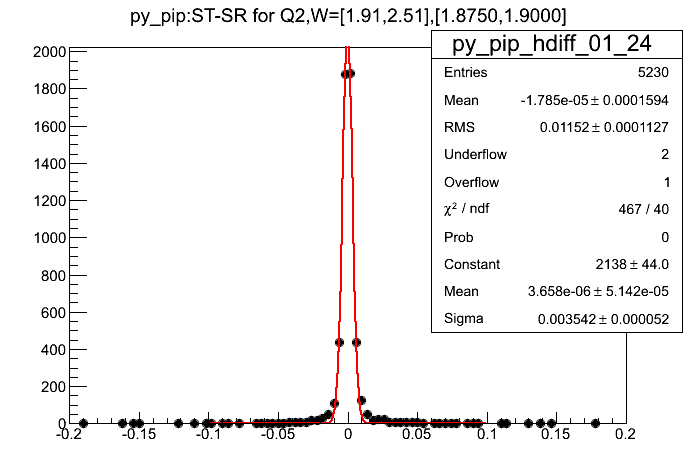 py_pip:ST-SR for Q2,W=[1.91,2.51],[1.8750,1.9000]
py_pip_hdiff_01_24
Entries 5230
Mean -1.785e-05 ± 0.0001594
RMS 0.01152 ± 0.0001127
Underflow 2
Overflow 1
χ² / ndf 467 / 40
Prob 0
Constant 2138 ± 44.0
Mean 3.658e-06 ± 5.142e-05
Sigma 0.003542 ± 0.000052
2000
1800
1600
1400
1200
1000
800
600
400
200
0
-0.2 -0.15 -0.1 -0.05 0 0.05 0.1 0.15 0.2